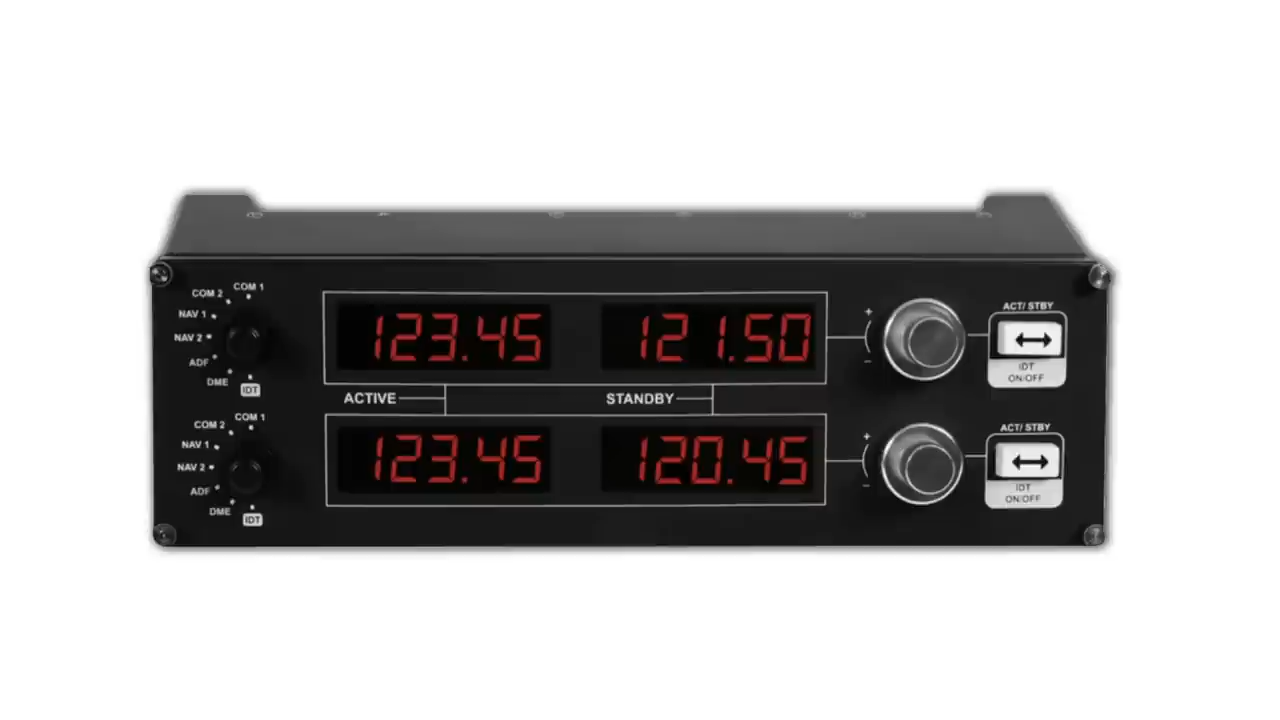 COM 2 COM 1
NAV 1
NAV 2
ADF
DME
IDT
123.45 121.50
ACT/ STBY
IDT
ON/OFF
ACTIVE STANDBY
COM 2 COM 1
NAV 1
NAV 2
ADF
DME
IDT
123.45 120.45
ACT/ STBY
IDT
ON/OFF
+
-
+
-